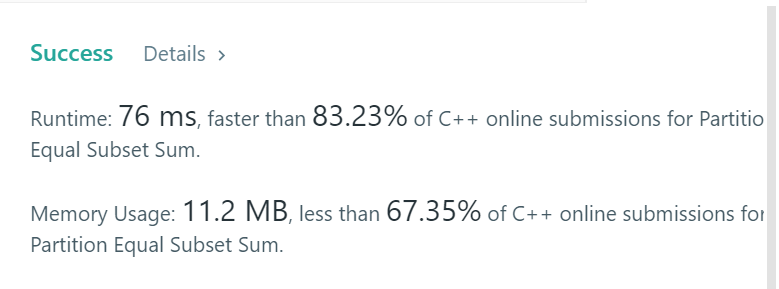 Success Details >
Runtime: 76 ms, faster than 83.23% of C++ online submissions for Partitio
Equal Subset Sum.
Memory Usage: 11.2 MB, less than 67.35% of C++ online submissions for
Partition Equal Subset Sum.